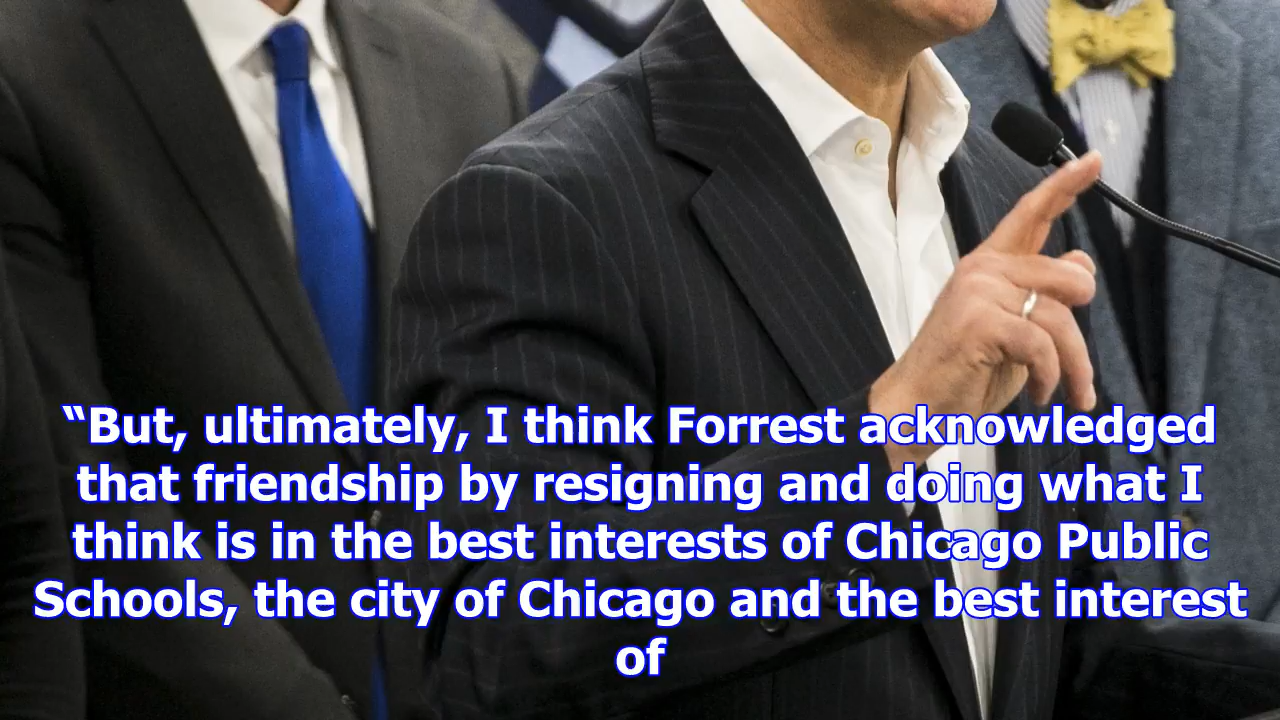 “But, ultimately, I think Forrest acknowledged
that friendship by resigning and doing what I
think is in the best interests of Chicago Public
Schools, the city of Chicago and the best interest
of